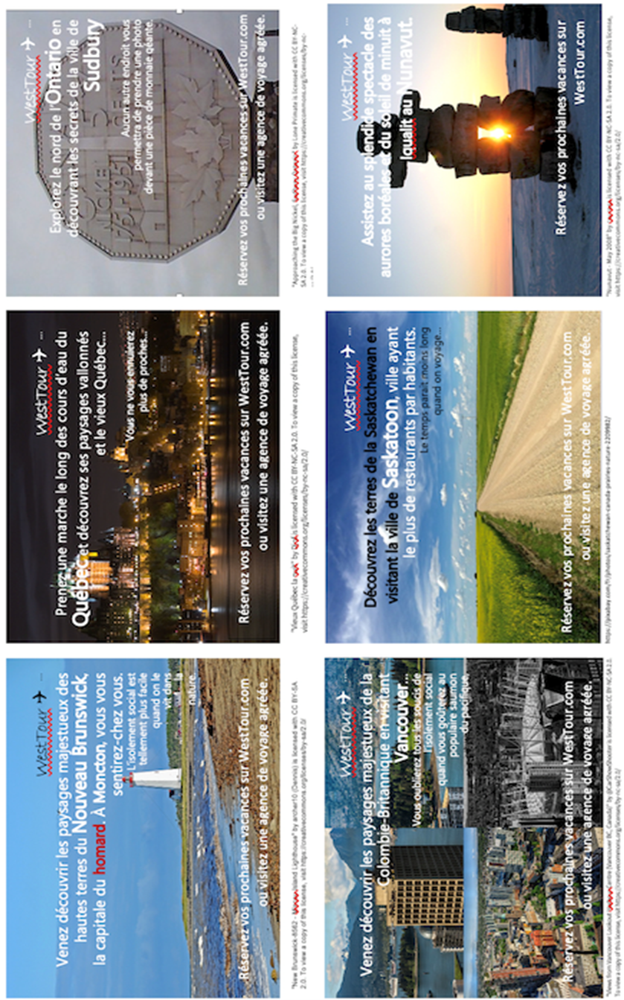 WestTour ...
Venez découvrir les paysages majestueux des
hautes terres du Nouveau Brunswick,
la capitale du homard. À Moncton, vous vous
sentirez-chez vous.
L'isolement social est
tellement plus facile
quand on le
vit dans
la
nature.
Réservez vos prochaines vacances sur WestTour.com
ou visitez une agence de voyage agréée.
"New Brunswick-8582 - Island Lighthouse" by archer10 (Dennis) is licensed with CC BY-SA
2.0. To view a copy of this license, visit https://creativecommons.org/licenses/by-sa/2.0/
WestTour ...
Prenez une marche le long des cours d'eau du
Québec et découvrez ses paysages vallonnés
et le vieux Québec...
Vous ne vous ennuierez
plus de proches...
Réservez vos prochaines vacances sur WestTour.com
ou visitez une agence de voyage agréée.
"Vieux Québec la" by is licensed with CC BY-NC-SA 2.0. To view a copy of this license,
visit https://creativecommons.org/licenses/by-nc-sa/2.0/
WestTour ...
Explorez le nord de l'Ontario en
découvrant les secrets de la ville de
Sudbury
Aucun autre endroit vous
permettra de prendre une photo
devant une pièce de monnaie géante.
Réservez vos prochaines vacances sur WestTour.com
ou visitez une agence de voyage agréée.
"Approaching the Big Nickel, by Lone Primate is licensed with CC BY-NC-
SA 2.0. To view a copy of this license, visit https://creativecommons.org/licenses/by-nc-
WestTour ...
Venez découvrir les paysages majestueux de la
Colombie-Britannique en visitant
Vancouver...
Vous oublierez tous les soucis de
l'isolement social
quand vous goûterez au
populaire saumon
du pacifique.
Réservez vos prochaines vacances sur WestTour.com
ou visitez une agence de voyage agréée.
Views from Vancouver Lookout (Vancouver BC, Canada)" by @CarShowShooter is licensed with CC BY-NC-SA 2.0.
view a copy of this license, visit https://creativecommons.org/licenses/by-nc-sa/2.0/
WestTour ...
Découvrez les terres de la Saskatchewan en
visitant la ville de Saskatoon, ville ayant
le plus de restaurants par habitants.
Le temps parait moins long
quand on voyage...
Réservez vos prochaines vacances sur WestTour.com
ou visitez une agence de voyage agréée.
https://pixabay.com/fr/photos/saskatchewan-canada-prairies-nature-2209982/
WestTour ...
Assistez au splendide spectacle des
aurores boréales et du soleil de minuit à
Iqualit au Nunavut.
Réservez vos prochaines vacances sur
WestTour.com
"Nunavut - May 2008" by is licensed with CC BY-NC-SA 2.0. To view a copy of this license,
visit https://creativecommons.org/licenses/by-nc-sa/2.0/